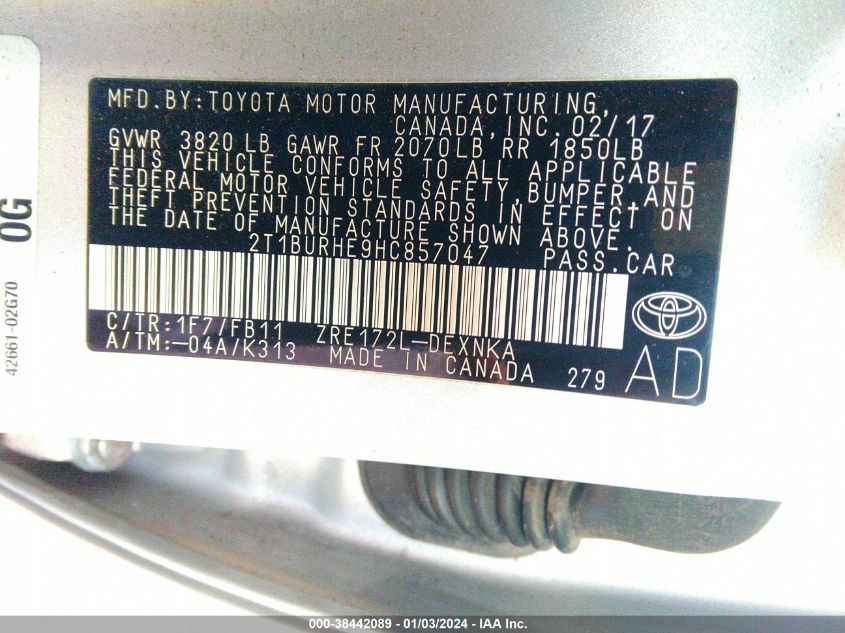 MFD.BY:TOYOTA MOTOR MANUFACTURING,
CANADA,INC. 02/17
GVWR 3820 LB GAWR FR 2070LB RR 1850LB
THIS VEHICLE CONFORMS TO ALL APPLICABLE
FEDERAL MOTOR VEHICLE SAFETY,BUMPER,AND
THEFT PREVENTION STANDARDS IN EFFECT ON
THE DATE OF MANUFACTURE SHOWN ABOVE.
2T1BURHE9HC857047 PASS.CAR
C/TR:1F7/FB11 ZRE172L-DEXNKA
A/TM:-04A/K313 MADE IN CANADA 279
AD
0G
42661-02G70
000-38442089 - 01/03/2024 - IAA Inc.